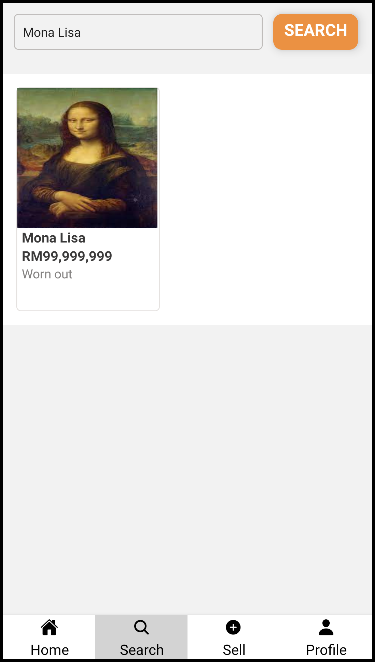 Mona Lisa
SEARCH
Mona Lisa
RM99,999,999
Worn out
Home
Search
Sell
Profile